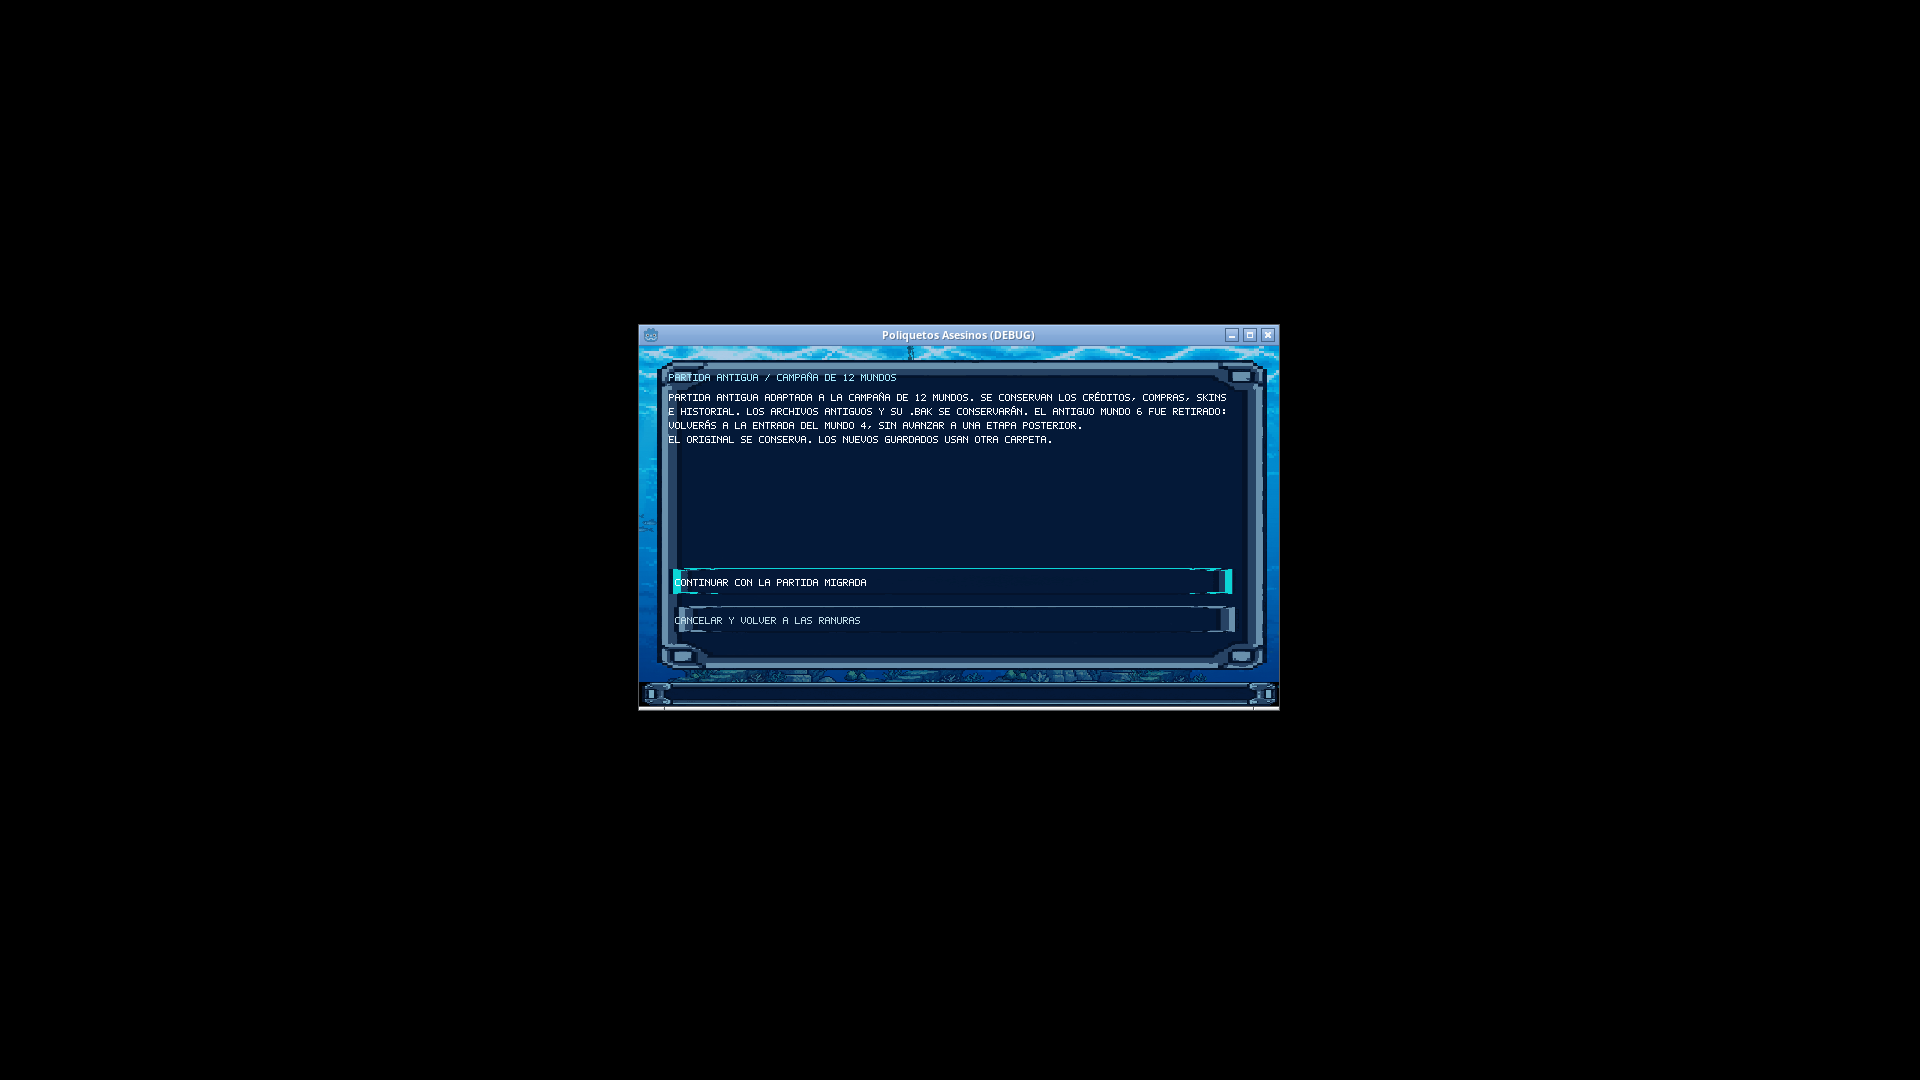 Poliquetos Asesinos (DEBUG)
PARTIDA ANTIGUA / CAMPAÑA DE 12 MUNDOS
PARTIDA ANTIGUA ADAPTADA A LA CAMPAÑA DE 12 MUNDOS. SE CONSERVAN LOS CRÉDITOS, COMPRAS, SKINS
E HISTORIAL. LOS ARCHIVOS ANTIGUOS Y SU .BAK SE CONSERVARÁN. EL ANTIGUO MUNDO 6 FUE RETIRADO:
VOLVERÁS A LA ENTRADA DEL MUNDO 4, SIN AVANZAR A UNA ETAPA POSTERIOR.
EL ORIGINAL SE CONSERVA. LOS NUEVOS GUARDADOS USAN OTRA CARPETA.
CONTINUAR CON LA PARTIDA MIGRADA
CANCELAR Y VOLVER A LAS RANURAS